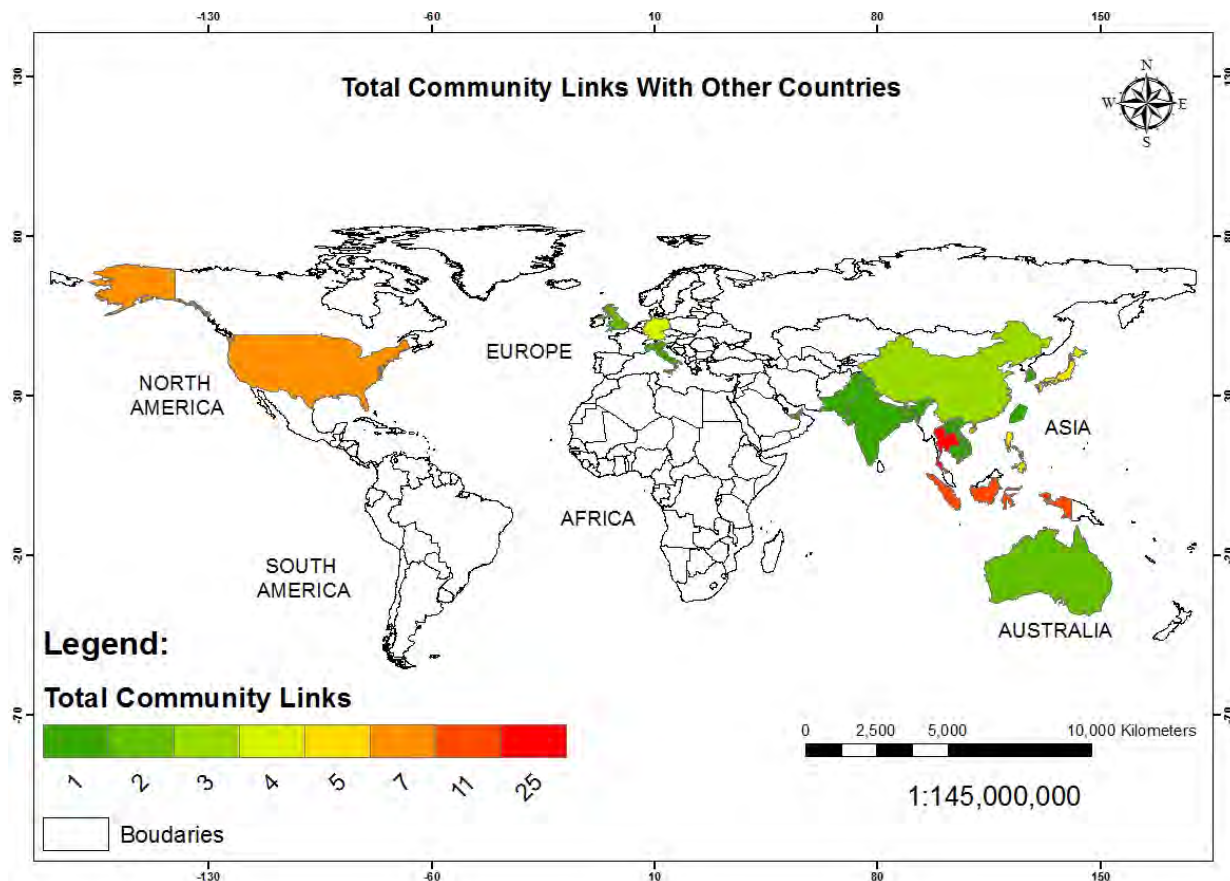 -130 -60 10 80 150
130 130
Total Community Links With Other Countries
N
W E
S
80 80
EUROPE
NORTH
AMERICA
30 30
ASIA
AFRICA
-20 -20
SOUTH
AMERICA
AUSTRALIA
Legend:
Total Community Links
-70 -70
0 2,500 5,000 10,000 Kilometers
1 2 3 4 5 7 11 25
1:145,000,000
Boudaries
-130 -60 10 80 150